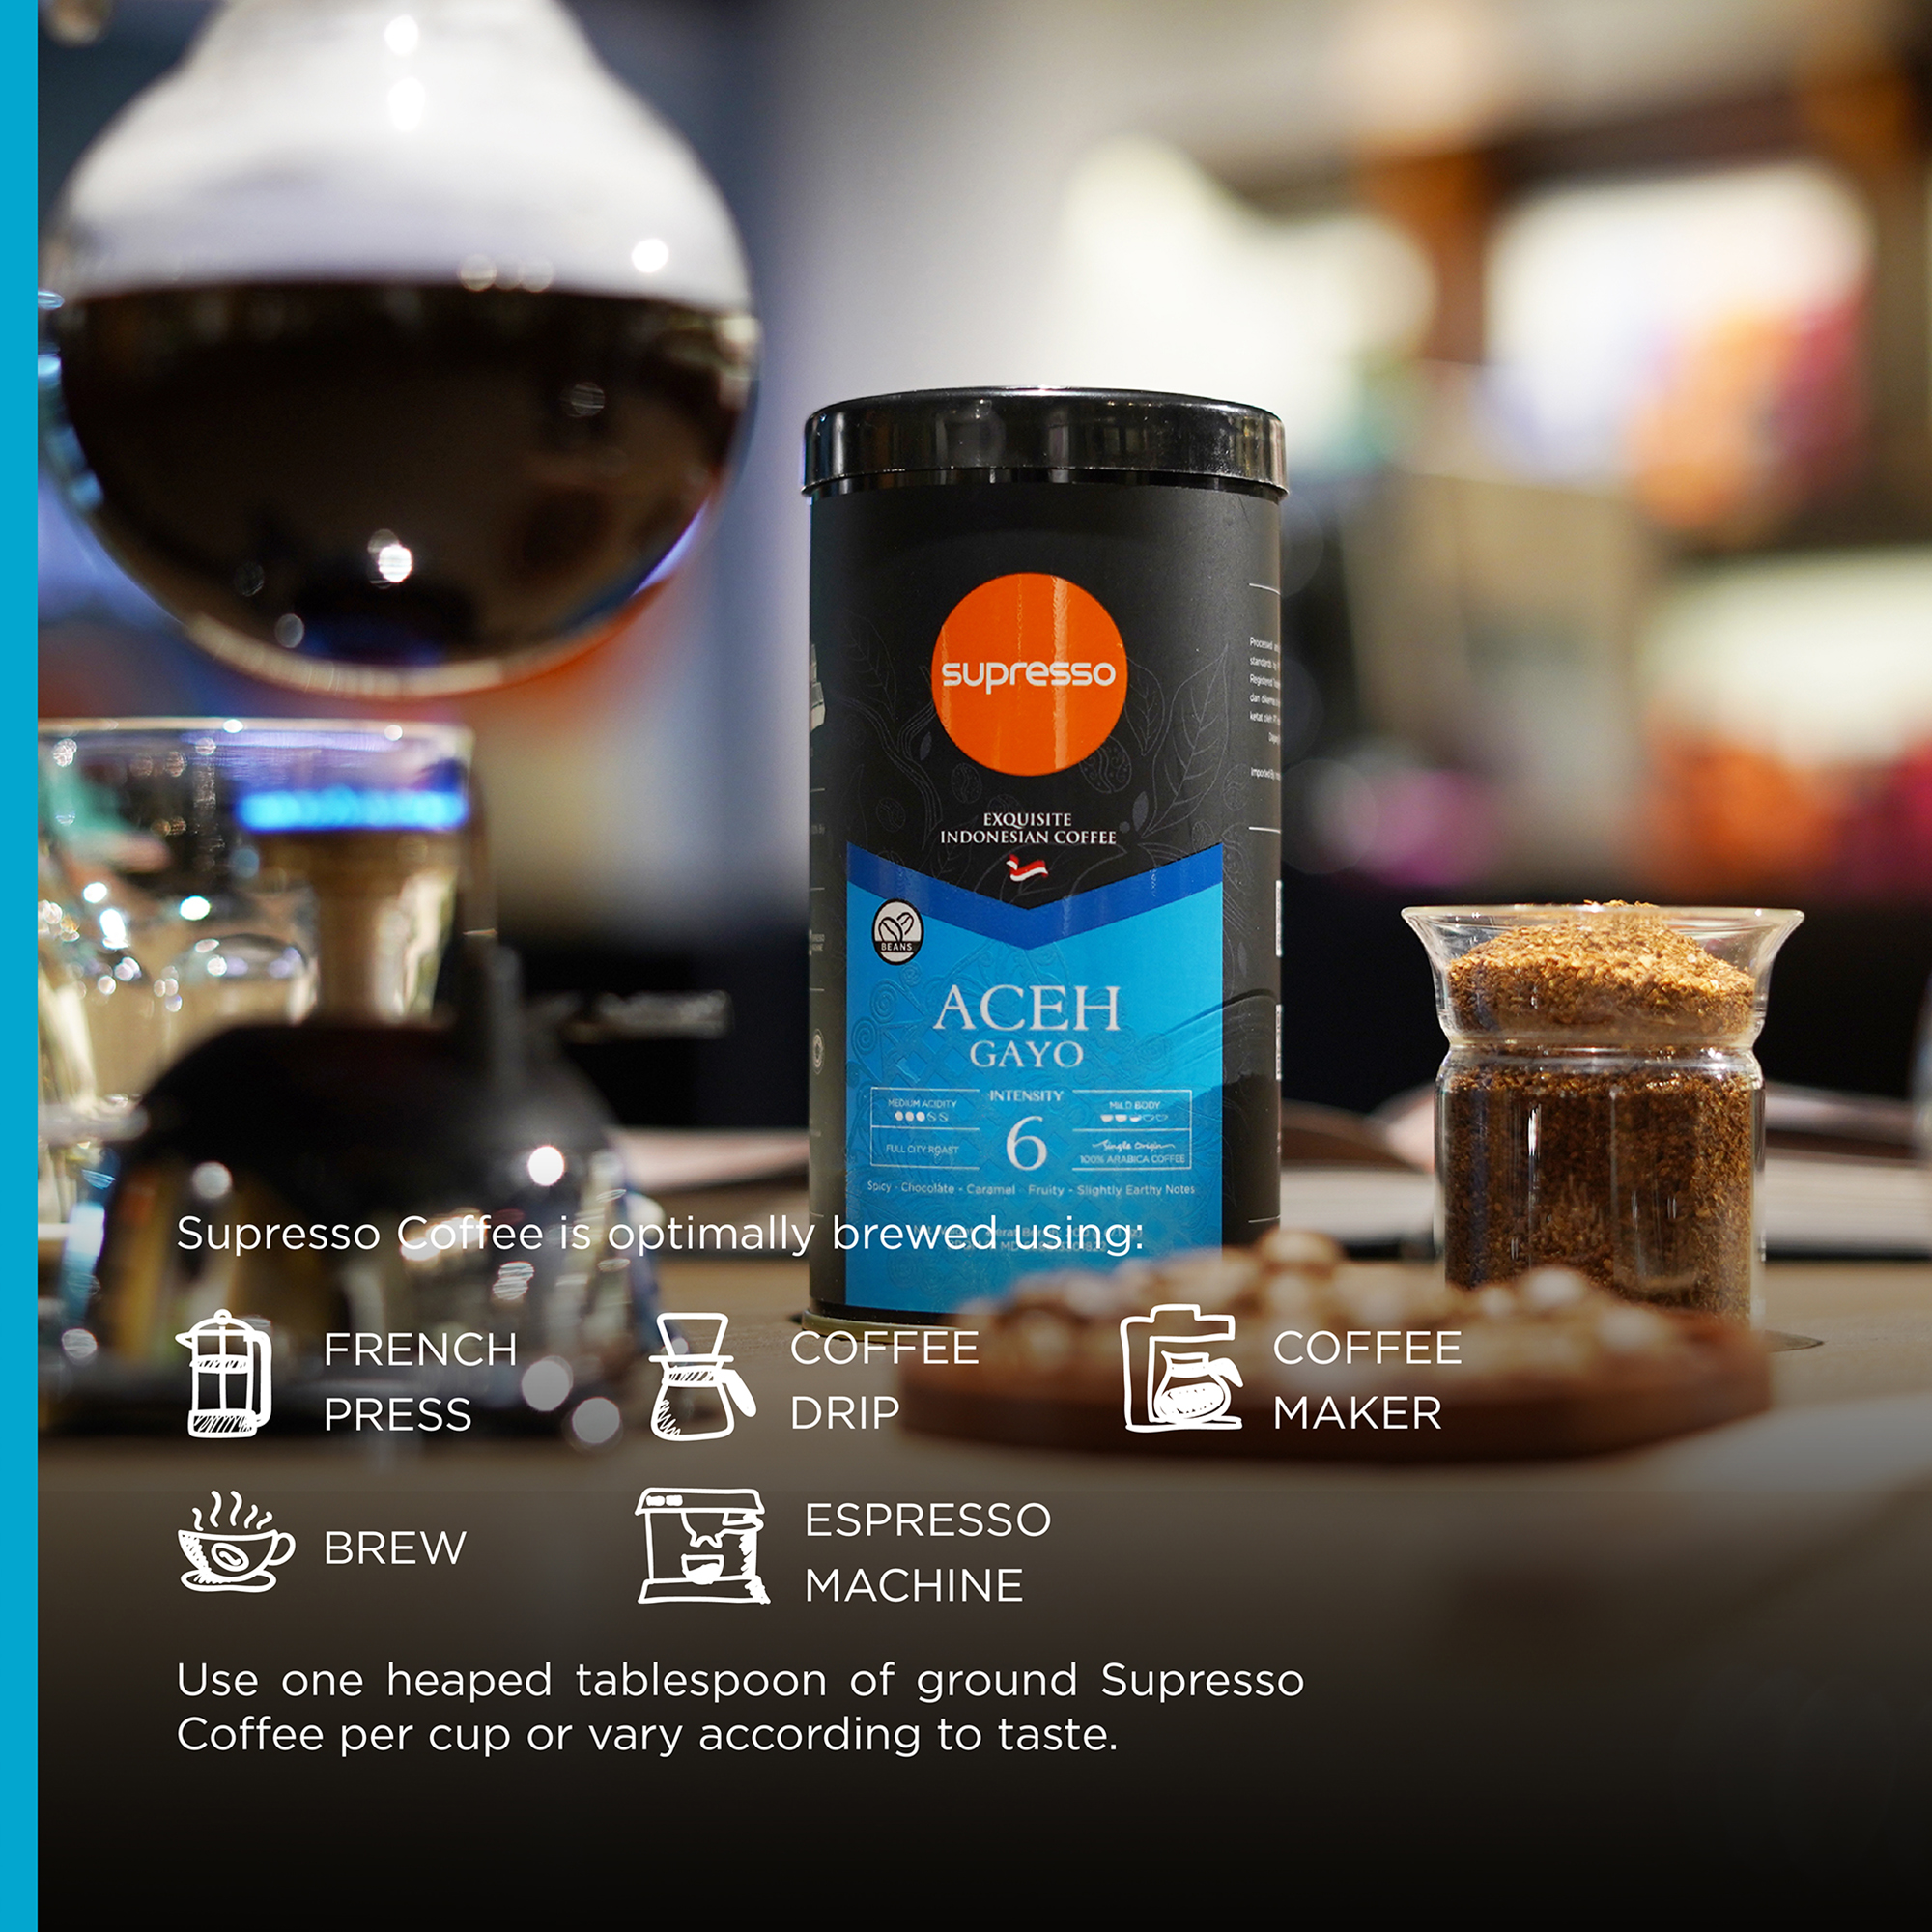 supresso
EXQUISITE
INDONESIAN COFFEE
BEANS
ACEH
GAYO
INTENSITY
6
MEDIUM ACIDITY
FULL CITY ROAST
MILD BODY
Single Origin
100% ARABICA COFFEE
Spicy - Chocolate - Caramel - Fruity - Slightly Earthy Notes
Supresso Coffee is optimally brewed using:
FRENCH
PRESS
COFFEE
DRIP
COFFEE
MAKER
BREW
ESPRESSO
MACHINE
Use one heaped tablespoon of ground Supresso
Coffee per cup or vary according to taste.